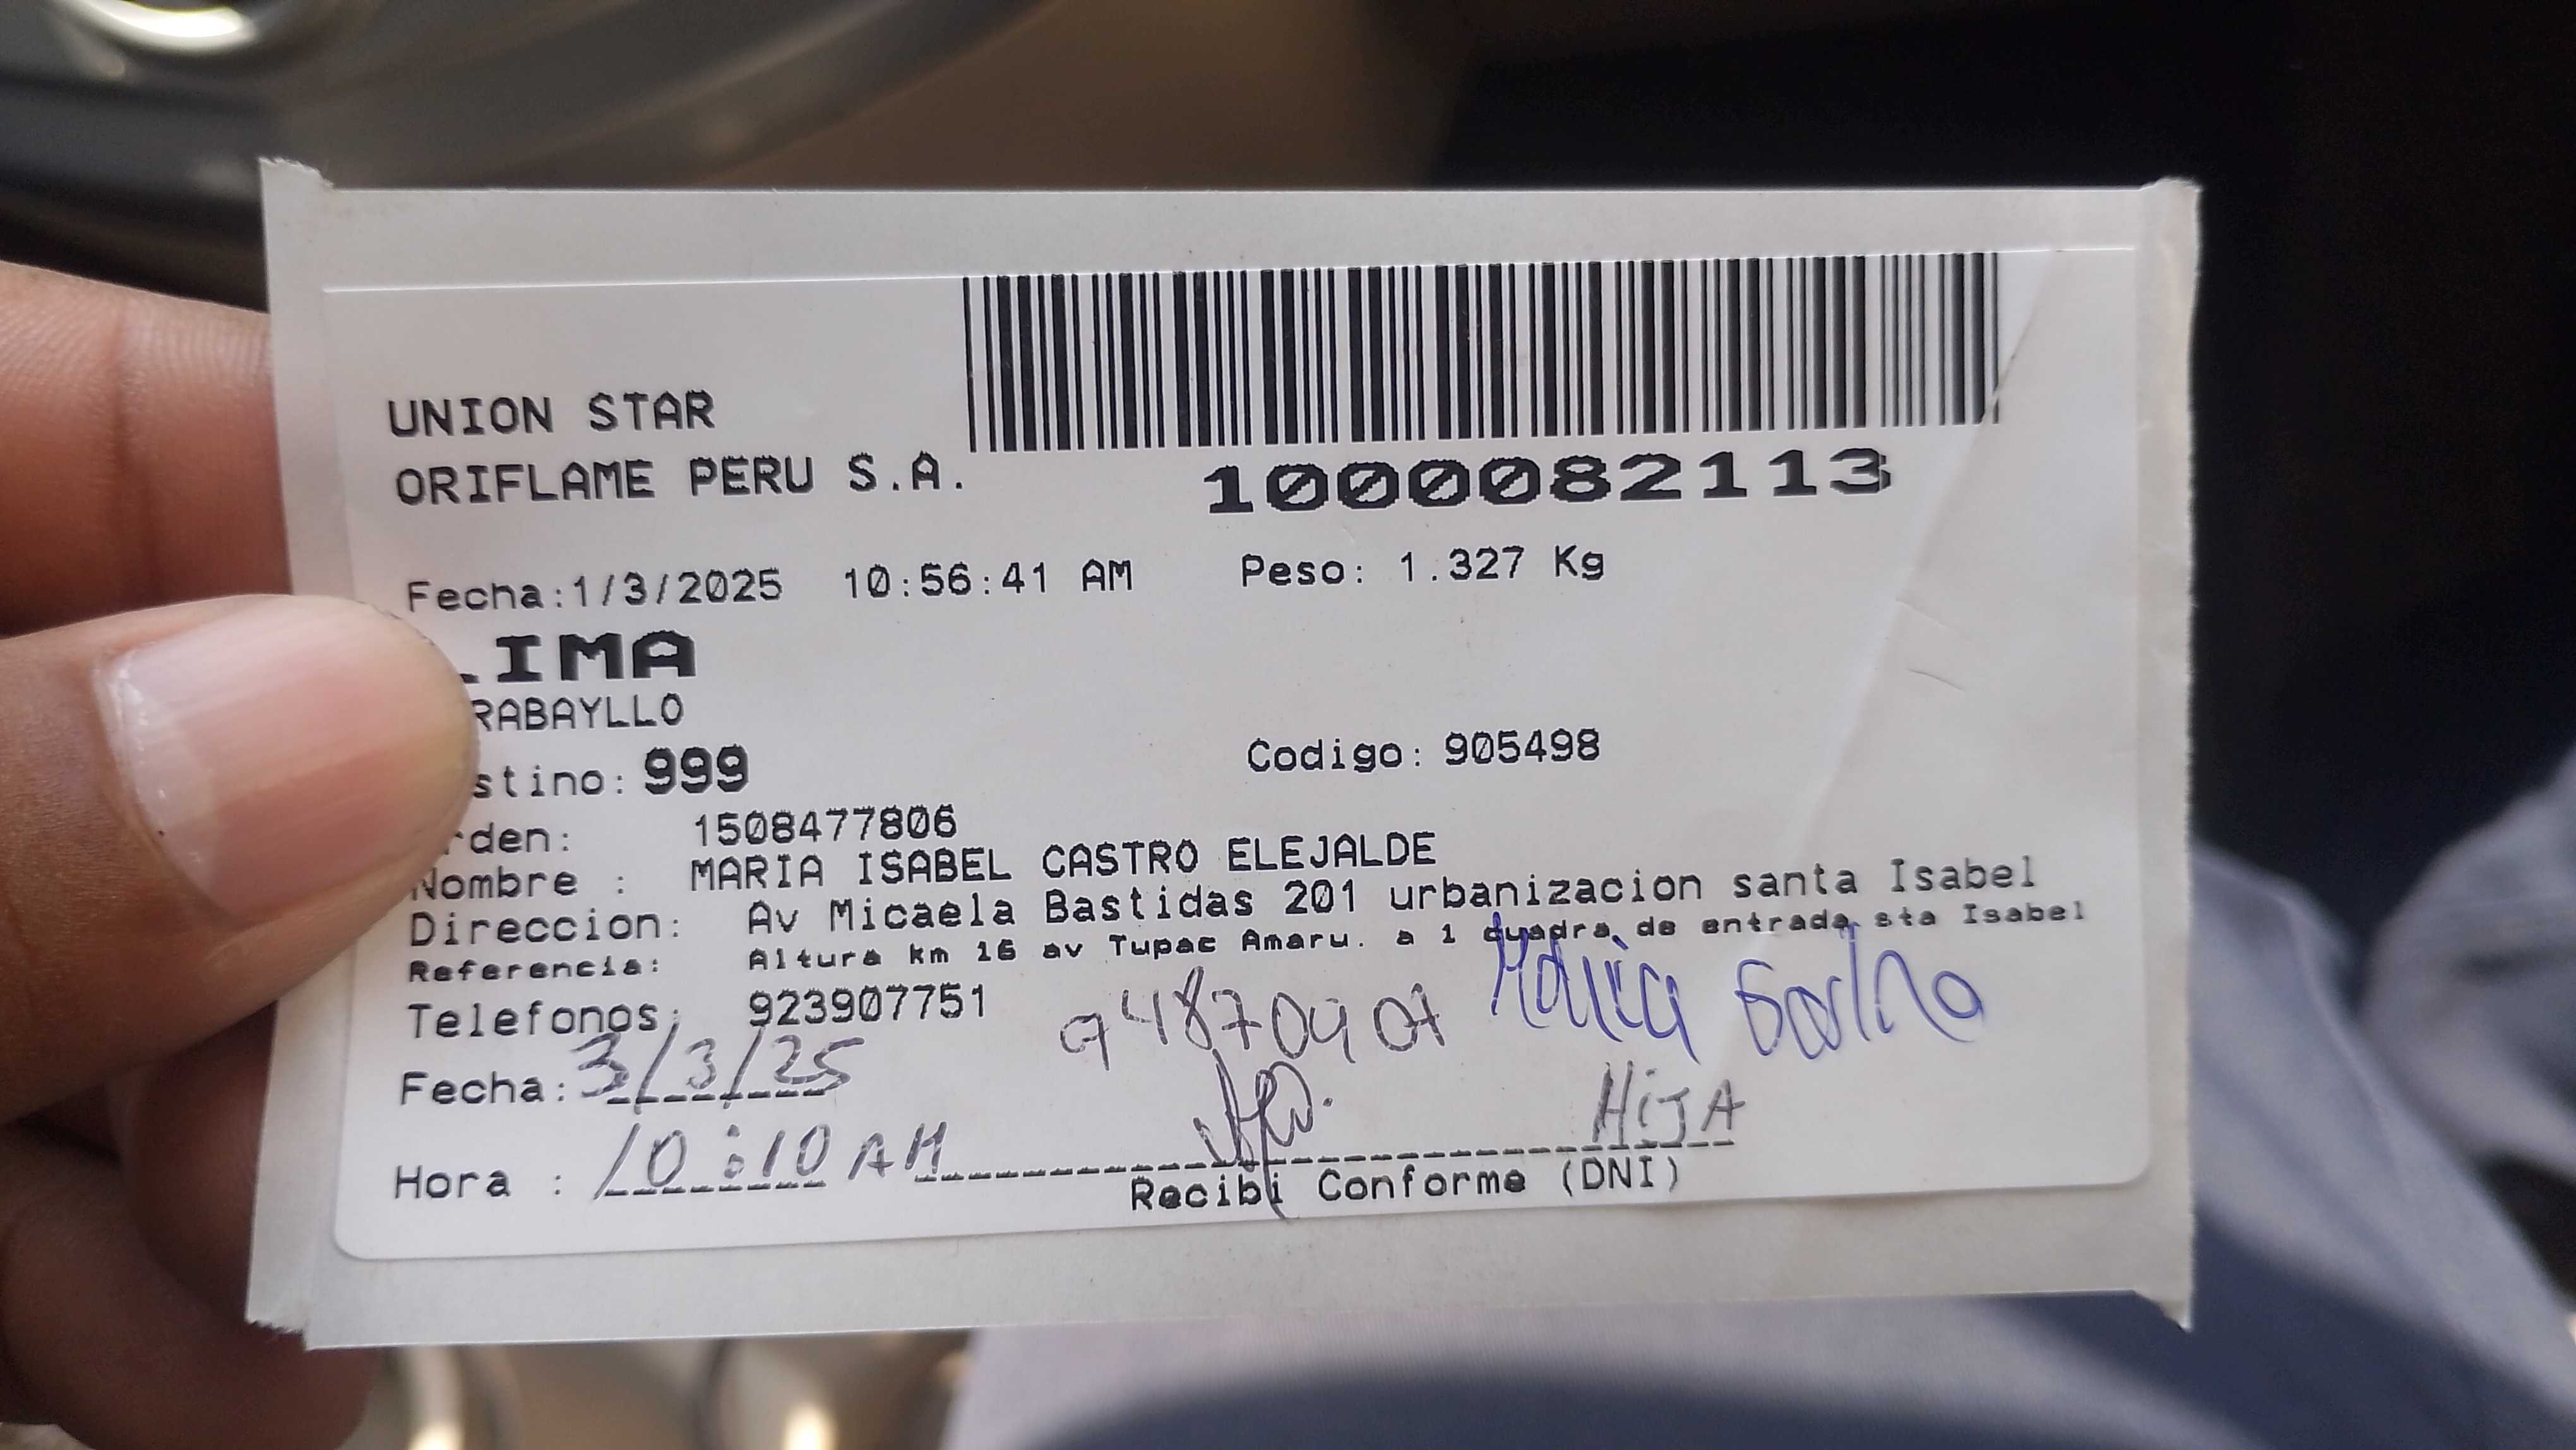 UNION STAR
ORIFLAME PERU S.A.
1000082113
Fecha:1/3/2025 10:56:41 AM Peso: 1.327 Kg
LIMA
RABAYLLO
stino: 999 Codigo: 905498
rden: 1508477806
Nombre : MARIA ISABEL CASTRO ELEJALDE
Direccion: Av Micaela Bastidas 201 urbanizacion santa Isabel
Referencia: Altura km 16 av Tupac Amaru. a 1 cuadra de entrada sta Isabel
Telefonos: 923907751
Fecha: 3/3/25
HiJA
Hora : 10:10 AM
Recibi Conforme (DNI)